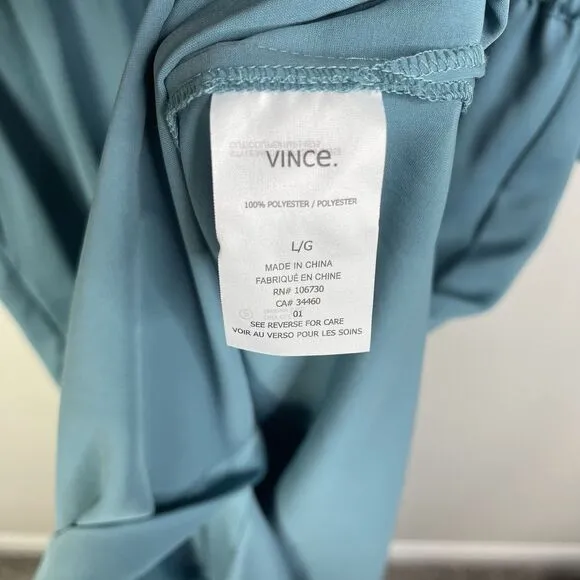 VINCE.
100% POLYESTER / POLYESTER
L/G
MADE IN CHINA
FABRIQUÉ EN CHINE
RN# 106730
CA# 34460
01
SEE REVERSE FOR CARE
VOIR AU VERSO POUR LES SOINS